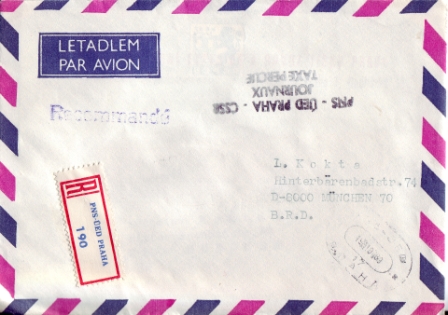 LETADLEM
PAR AVION
PNS - ÚED PRAHA - CSSR
JOURNAUX
TAXE PERCUE
Recommandé
L. Kokta
Hinterbärenbadstr.74
D-8000 MÜNCHEN 70
B.R.D.
R
PNS-ÚED PRAHA
190